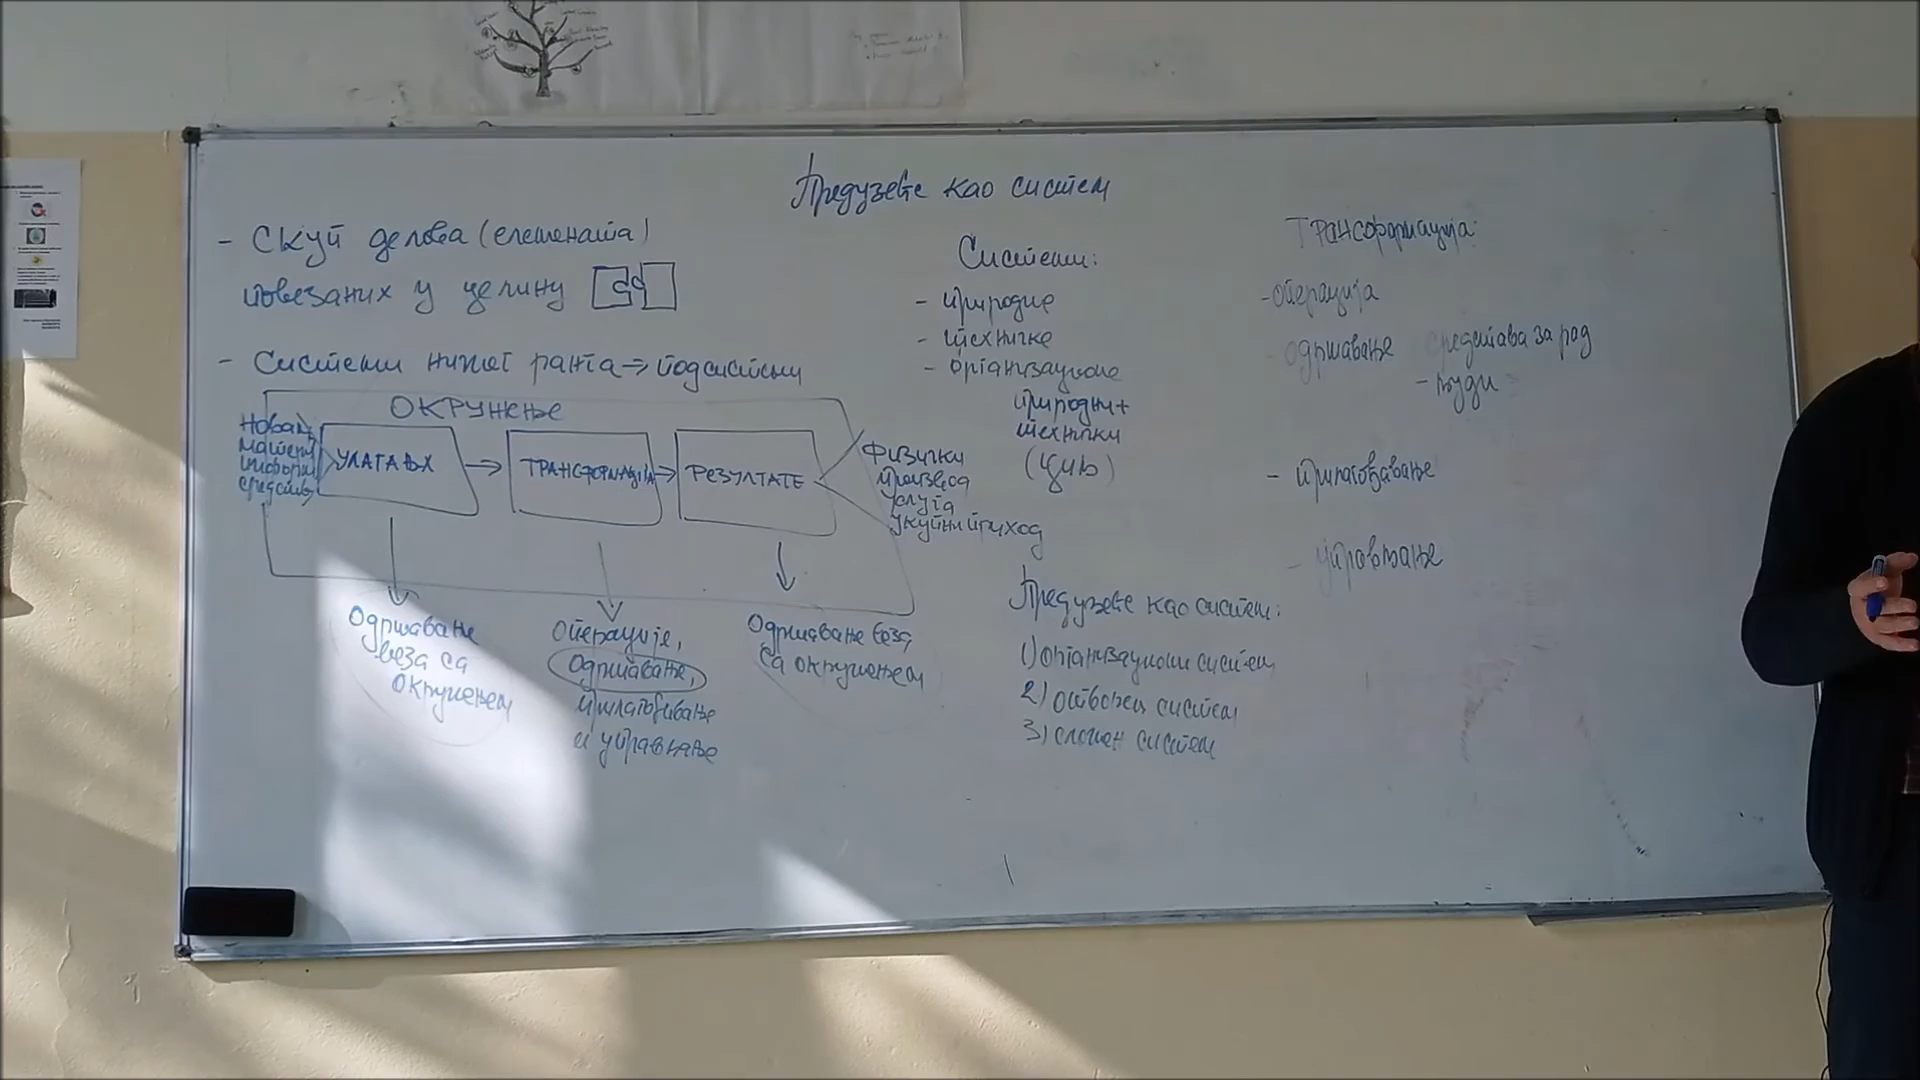 Предузеће као систем
- Скуп делова (елемената)
повезаних у целину
- Системи нижег ранга → подсистеми
ОКРУЖЕЊЕ
Новац,
УЛАГАЊХ
→
ТРАНСФОРМАЦИЈА
→
РЕЗУЛТАТЕ
Физички
производ
услуга
укупни приход
Одржавање
веза са
окружењем
Операције,
одржавање,
прилагођавање
и управљање
Одржавање веза
са окружењем
Системи:
- природне
- техничке
- организационе
природни +
технички
(циљ)
Предузеће као систем:
1) организациони систем
2) отворен систем
3) сложен систем
Трансформација:
- операција
- одржавање средстава за рад
- људи
- прилагођавање
- управљање